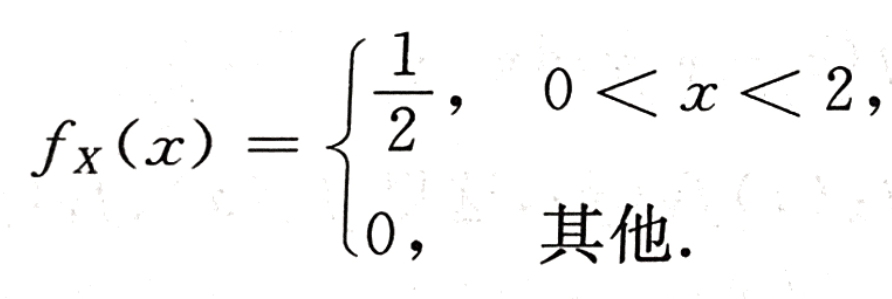 f_X(x) = { 1/2, 0 < x < 2,
0, 其他.